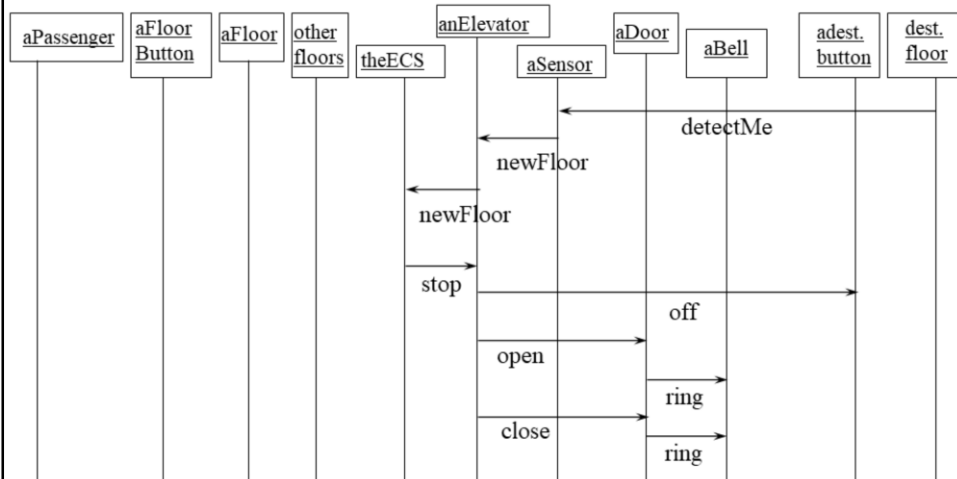 aPassenger
aFloor
Button
aFloor
other
floors
theECS
anElevator
aSensor
aDoor
aBell
adest.
button
dest.
floor
detectMe
newFloor
newFloor
stop
off
open
ring
close
ring